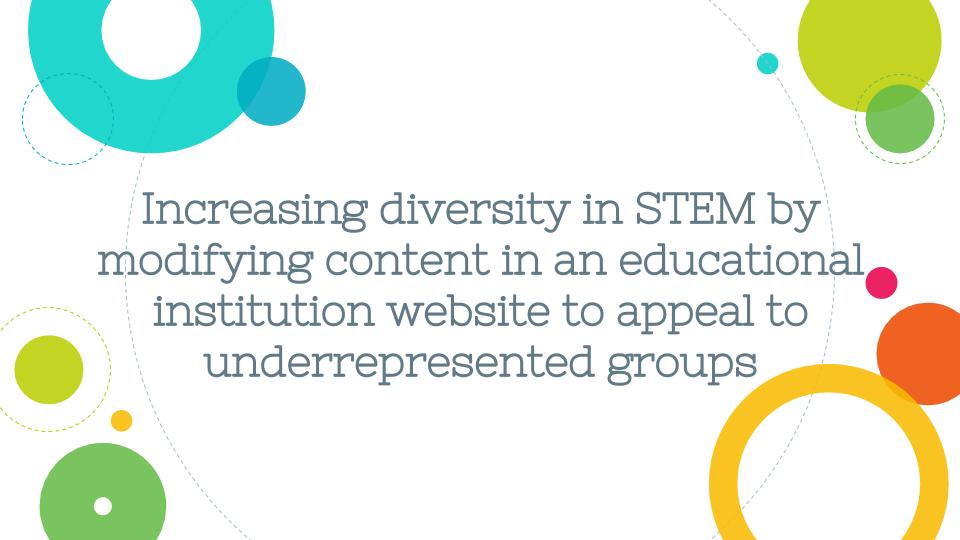 Increasing diversity in STEM by
modifying content in an educational
institution website to appeal to
underrepresented groups